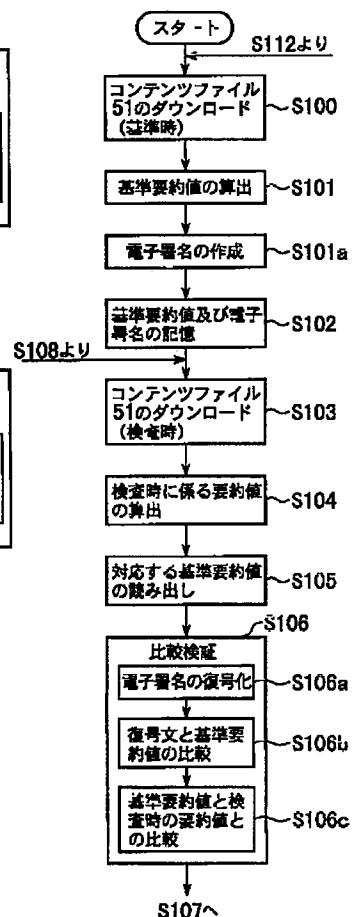 スタート
S112より
コンテンツファイル
51のダウンロード
(基準時)
S100
基準要約値の算出
S101
電子署名の作成
S101a
基準要約値及び電子
署名の記憶
S102
S108より
コンテンツファイル
51のダウンロード
(検査時)
S103
検査時に係る要約値
の算出
S104
対応する基準要約値
の読み出し
S105
S106
比較検証
電子署名の復号化
S106a
復号文と基準要
約値の比較
S106b
基準要約値と検
査時の要約値と
の比較
S106c
S107へ